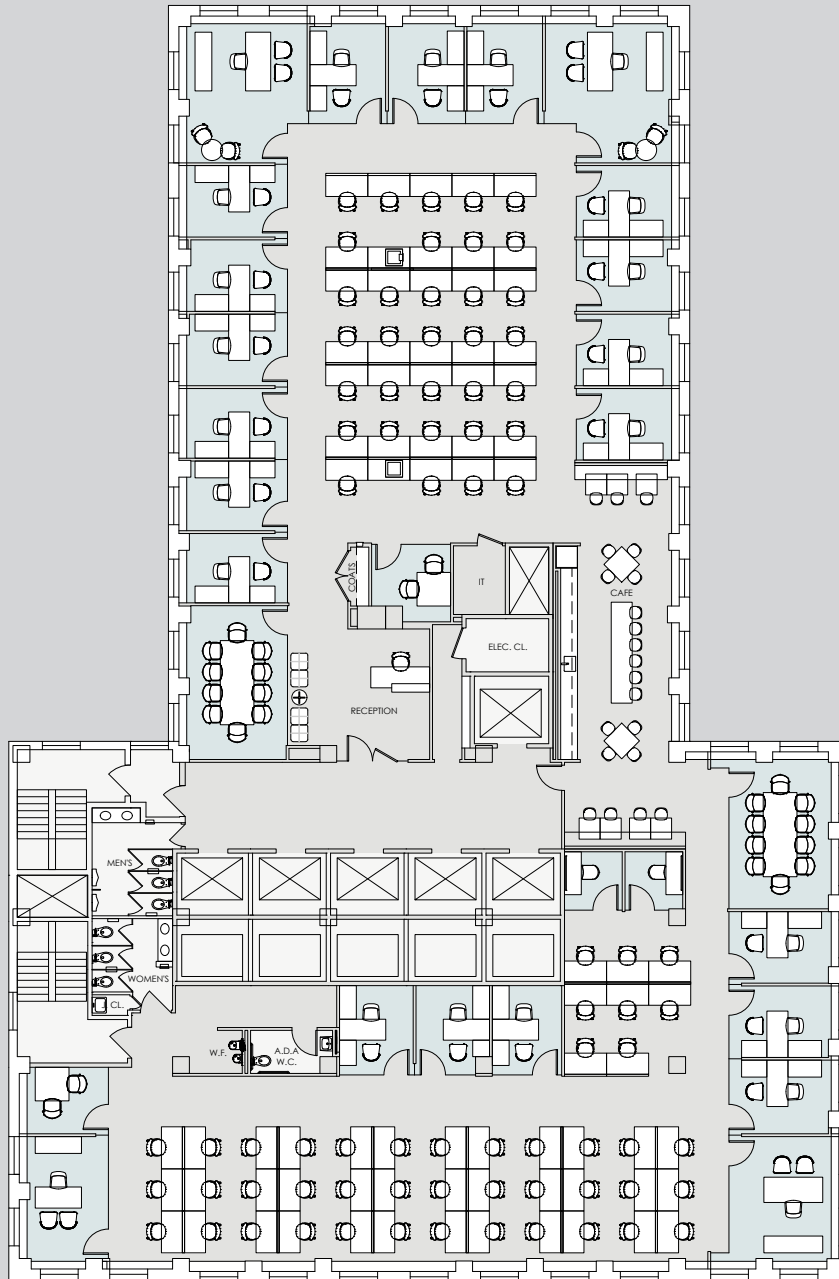 COATS
IT
CAFE
ELEC. CL.
RECEPTION
MEN'S
WOMEN'S
CL.
W.F.
A.D.A
W.C.